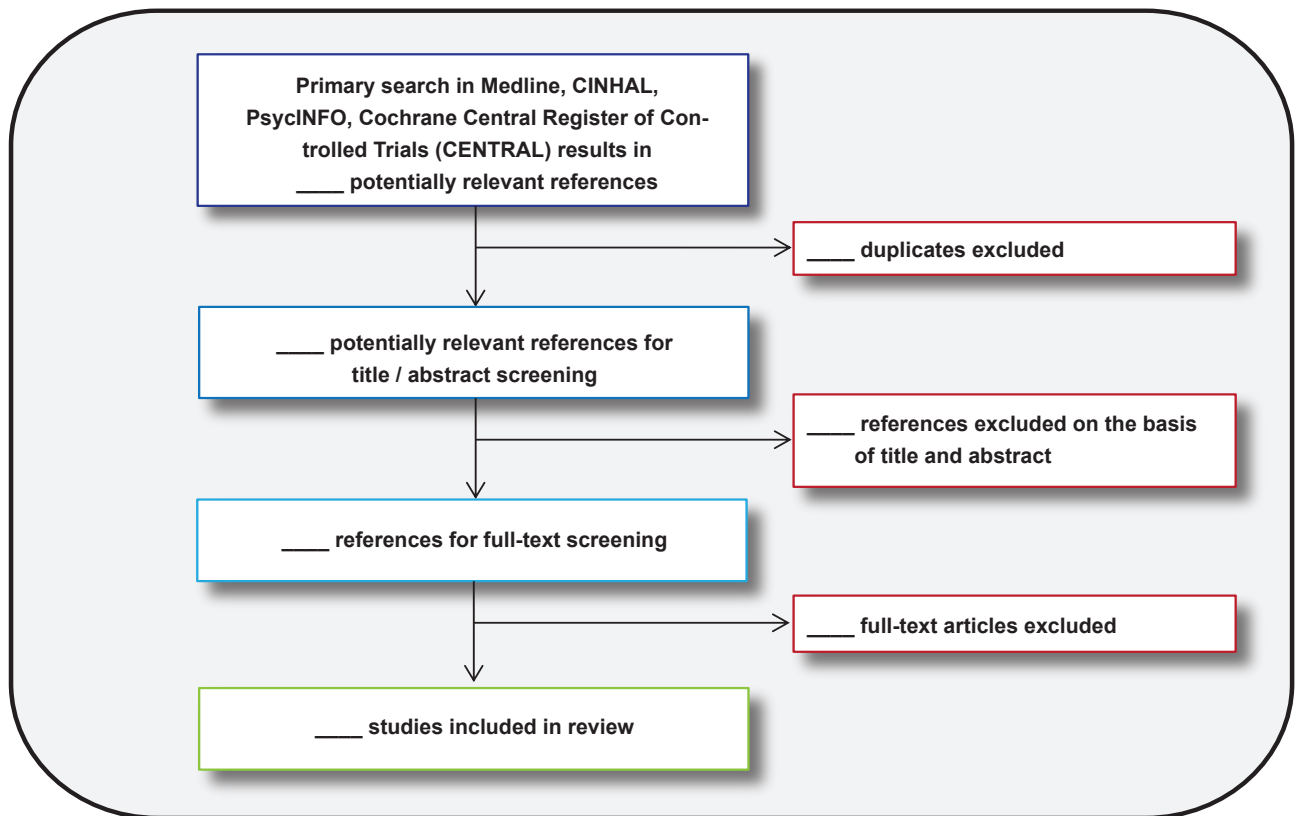 Primary search in Medline, CINHAL,
PsycINFO, Cochrane Central Register of Con-
trolled Trials (CENTRAL) results in
____ potentially relevant references
____ duplicates excluded
____ potentially relevant references for
title / abstract screening
____ references excluded on the basis
of title and abstract
____ references for full-text screening
____ full-text articles excluded
____ studies included in review